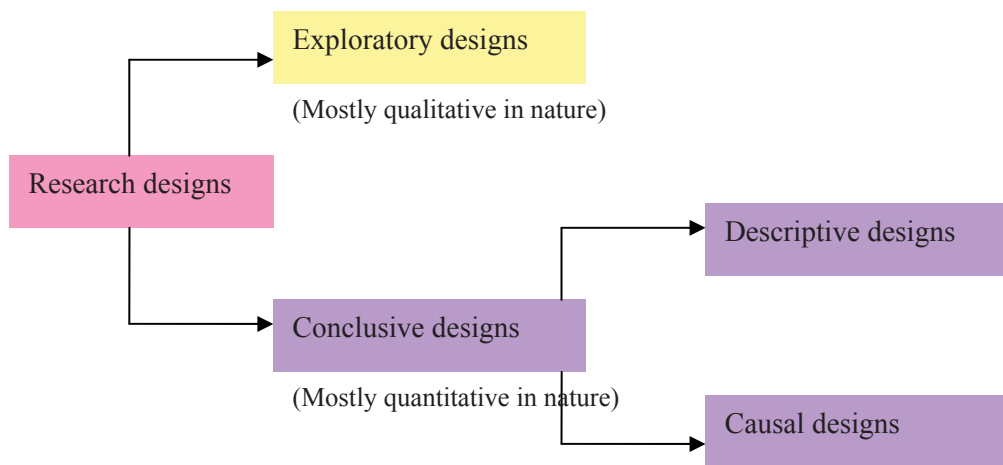 Exploratory designs
(Mostly qualitative in nature)
Research designs
Descriptive designs
Conclusive designs
(Mostly quantitative in nature)
Causal designs